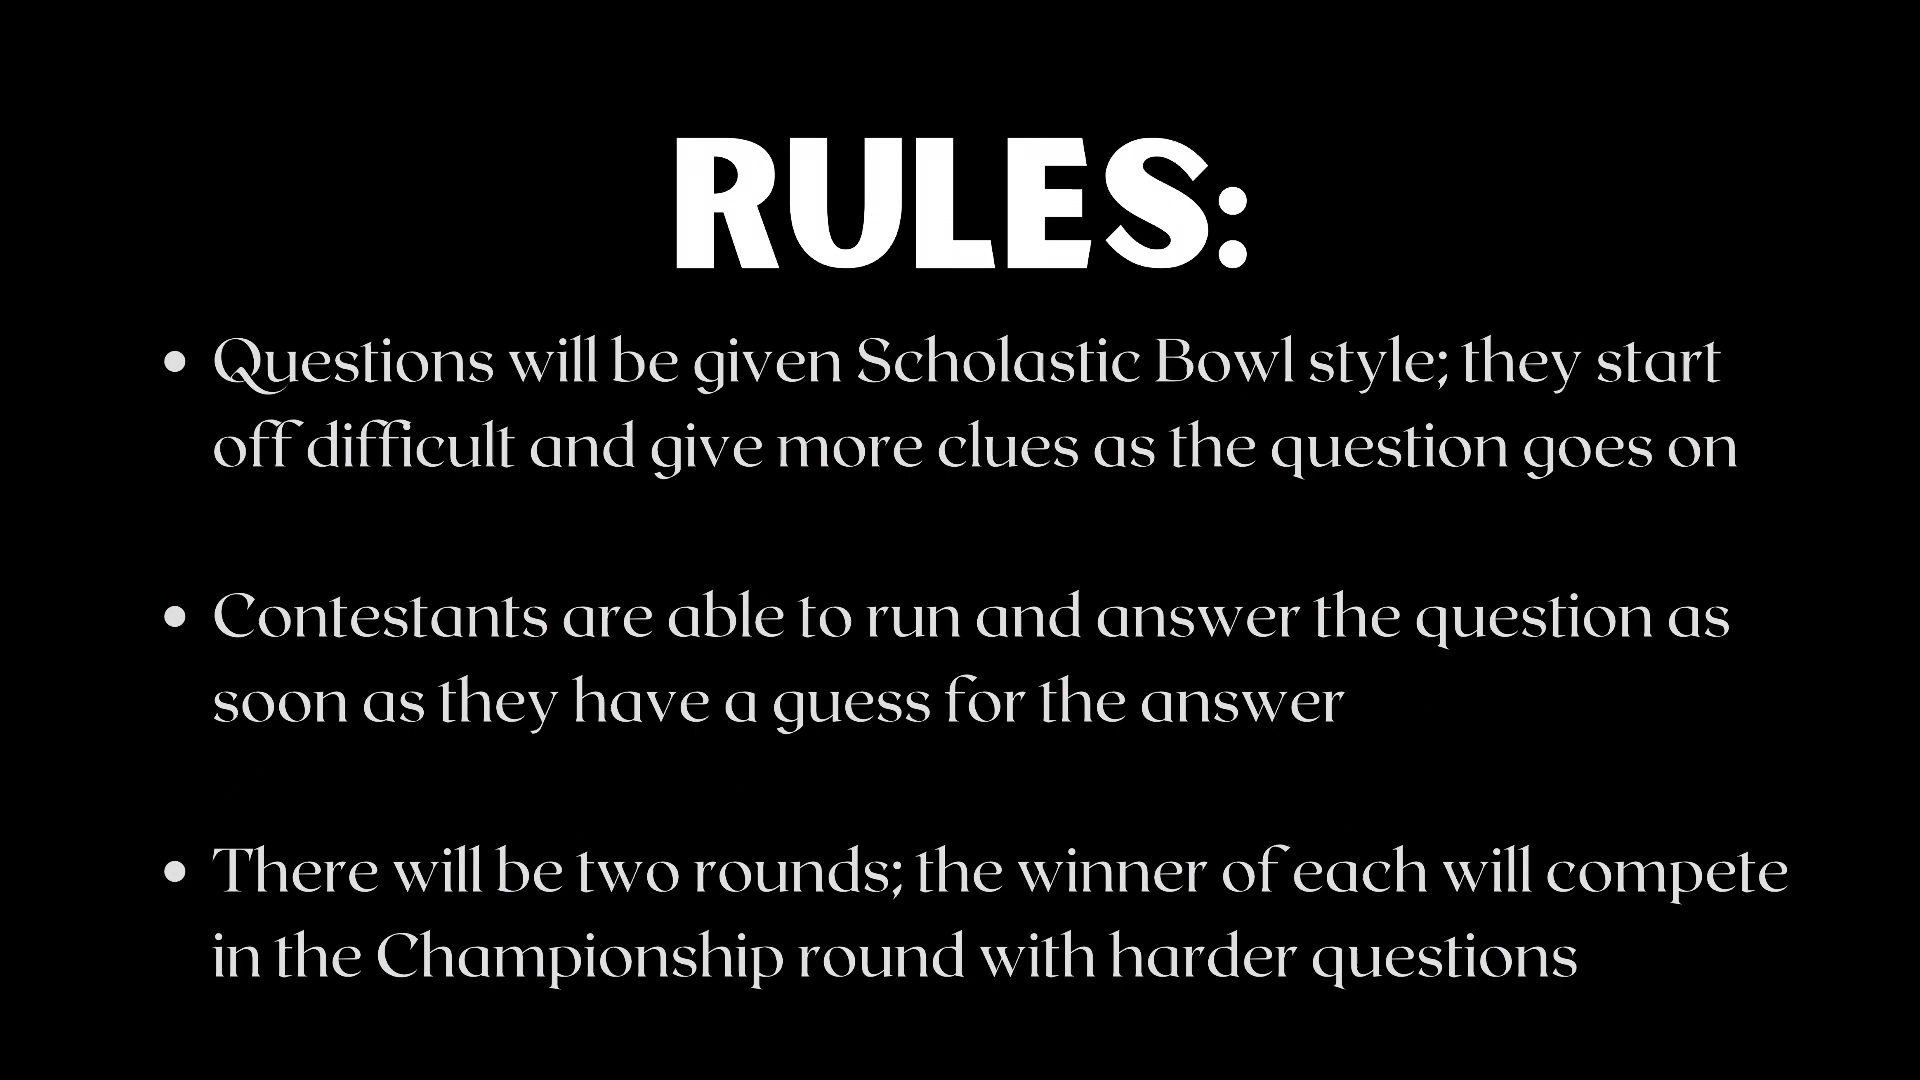 RULES:
• Questions will be given Scholastic Bowl style; they start
off difficult and give more clues as the question goes on
• Contestants are able to run and answer the question as
soon as they have a guess for the answer
• There will be two rounds; the winner of each will compete
in the Championship round with harder questions